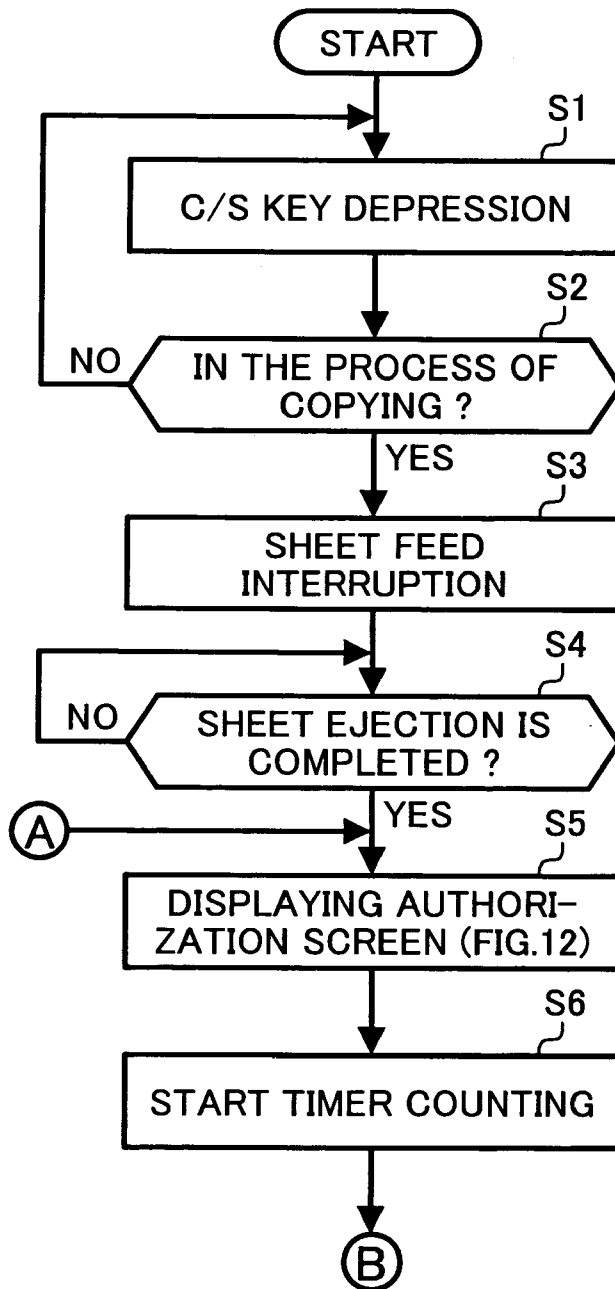 START
S1
C/S KEY DEPRESSION
S2
NO
IN THE PROCESS OF
COPYING ?
YES
S3
SHEET FEED
INTERRUPTION
S4
NO
SHEET EJECTION IS
COMPLETED ?
YES
A
S5
DISPLAYING AUTHORI-
ZATION SCREEN (FIG.12)
S6
START TIMER COUNTING
B